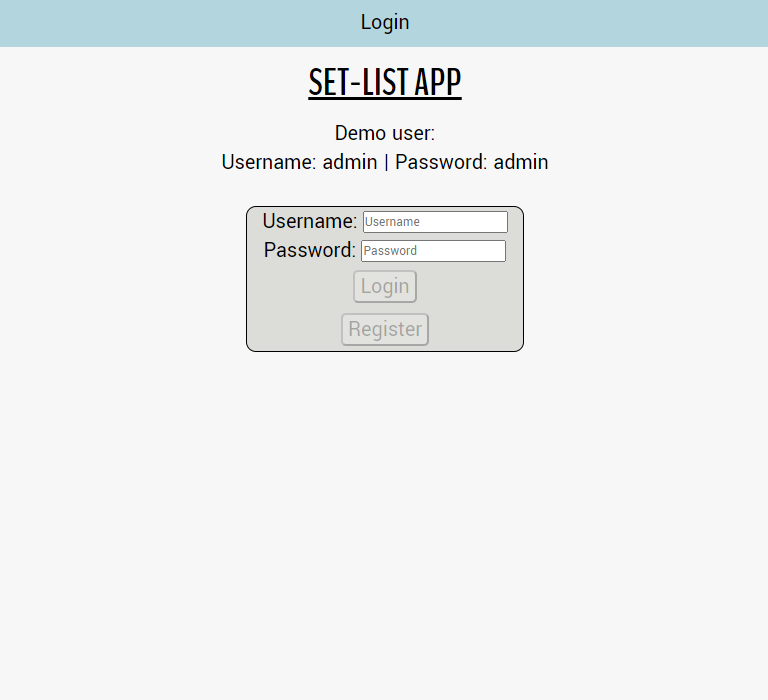 Login
SET-LIST APP
Demo user:
Username: admin | Password: admin
Username: Username
Password: Password
Login
Register